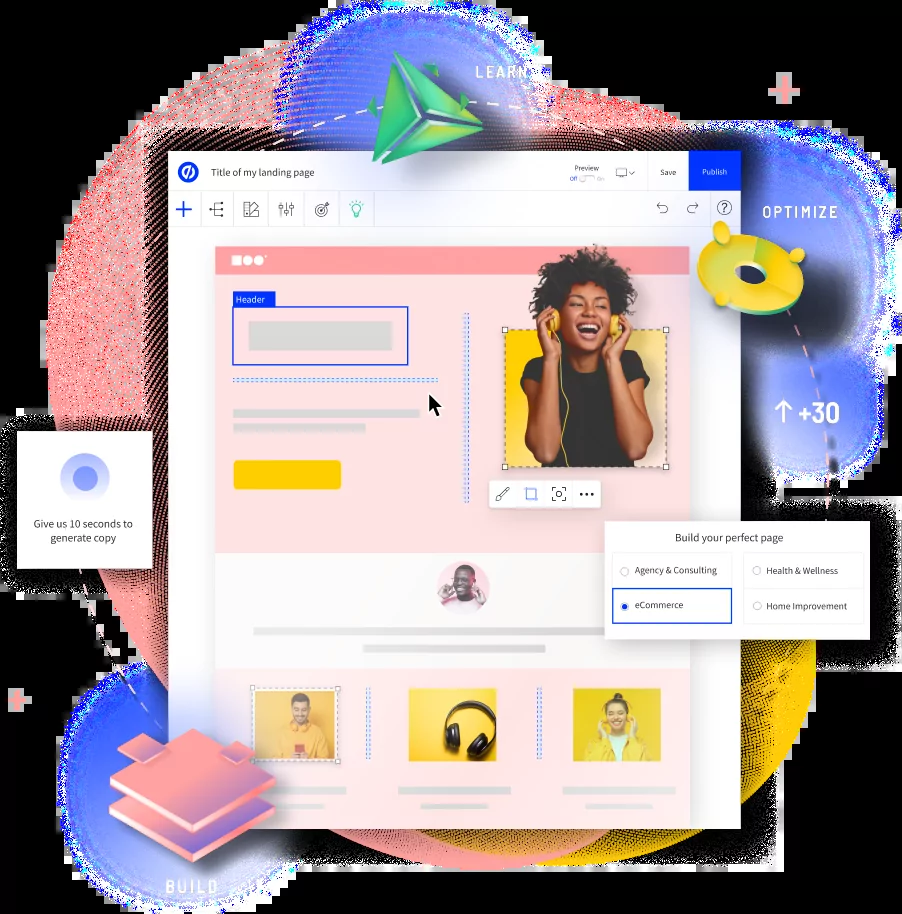 LEARN
Title of my landing page
Preview
Off
On
Save
Publish
OPTIMIZE
Header
+30
Give us 10 seconds to
generate copy
Build your perfect page
Agency & Consulting
Health & Wellness
eCommerce
Home Improvement
BUILD